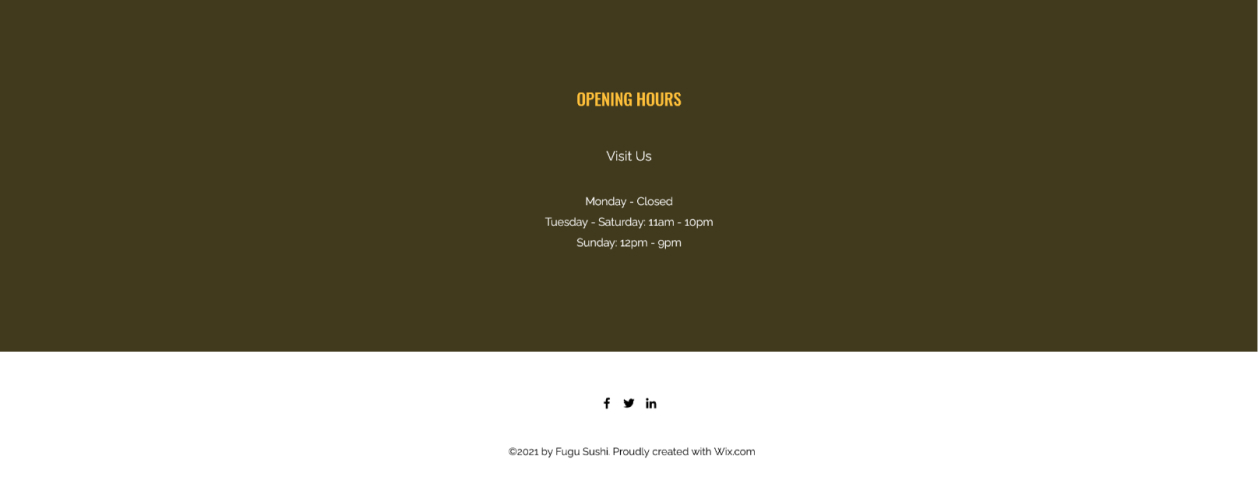 OPENING HOURS
Visit Us
Monday - Closed
Tuesday - Saturday: 11am - 10pm
Sunday: 12pm - 9pm
©2021 by Fugu Sushi. Proudly created with Wix.com